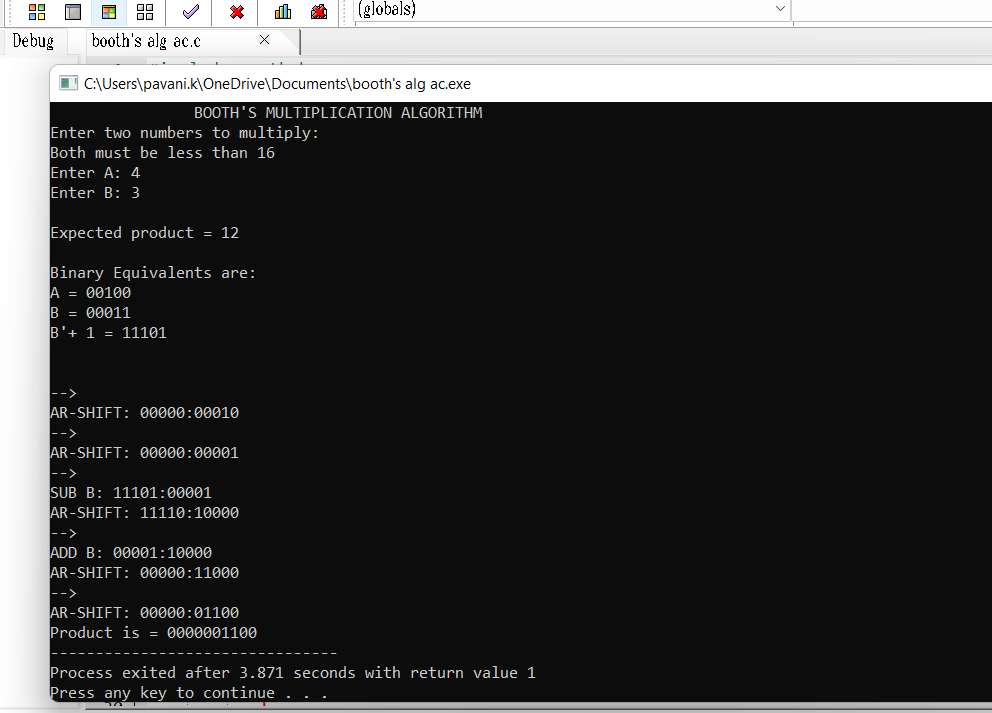 (globals)
Debug
booth's alg ac.c
C:\Users\pavani.k\OneDrive\Documents\booth's alg ac.exe
BOOTH'S MULTIPLICATION ALGORITHM
Enter two numbers to multiply:
Both must be less than 16
Enter A: 4
Enter B: 3
Expected product = 12
Binary Equivalents are:
A = 00100
B = 00011
B'+ 1 = 11101
-->
AR-SHIFT: 00000:00010
-->
AR-SHIFT: 00000:00001
-->
SUB B: 11101:00001
AR-SHIFT: 11110:10000
-->
ADD B: 00001:10000
AR-SHIFT: 00000:11000
-->
AR-SHIFT: 00000:01100
Product is = 0000001100
--------------------------------
Process exited after 3.871 seconds with return value 1
Press any key to continue . . .